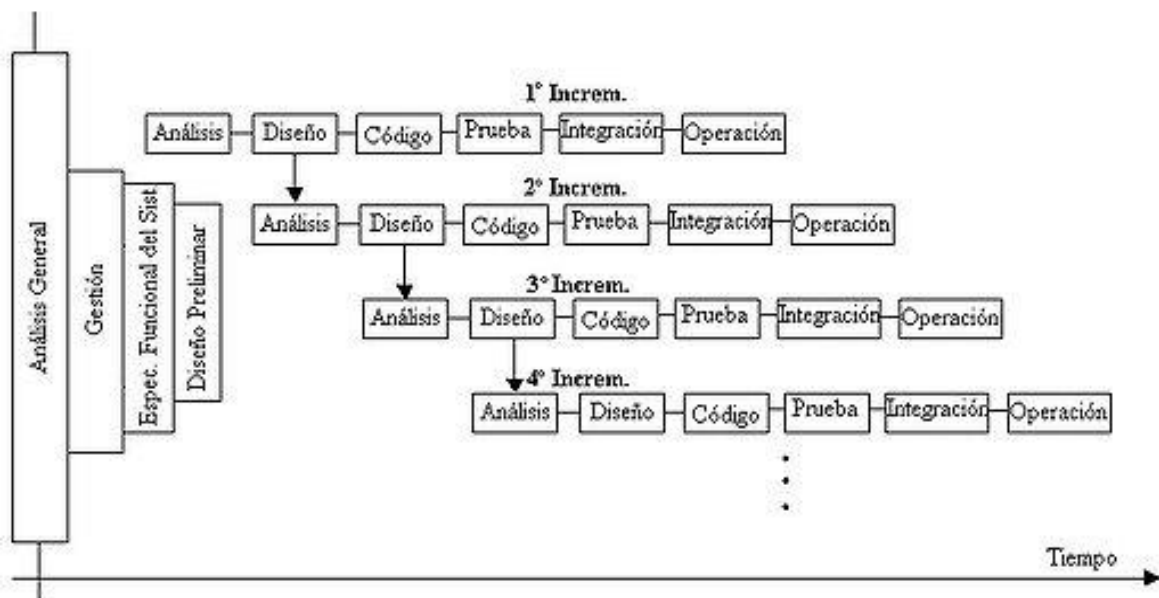 Análisis General
Gestión
Espec. Funcional del Sist.
Diseño Preliminar
1° Increm.
Análisis Diseño Código Prueba Integración Operación
2° Increm.
Análisis Diseño Código Prueba Integración Operación
3° Increm.
Análisis Diseño Código Prueba Integración Operación
4° Increm.
Análisis Diseño Código Prueba Integración Operación
Tiempo